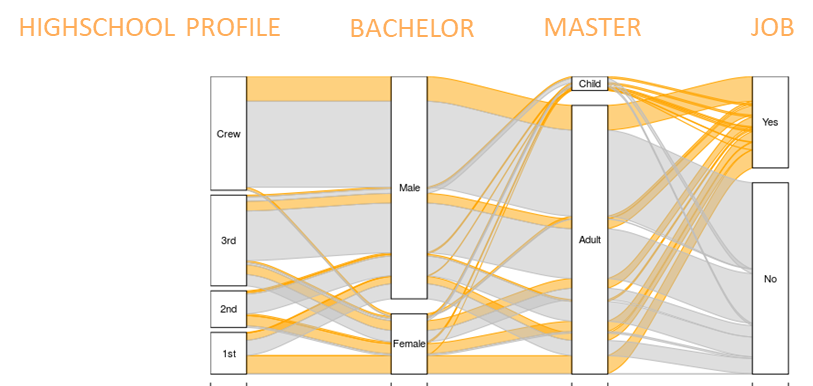 HIGHSCHOOL PROFILE BACHELOR MASTER JOB
Child
Yes
Crew
Male
3rd
Adult
No
2nd
Female
1st